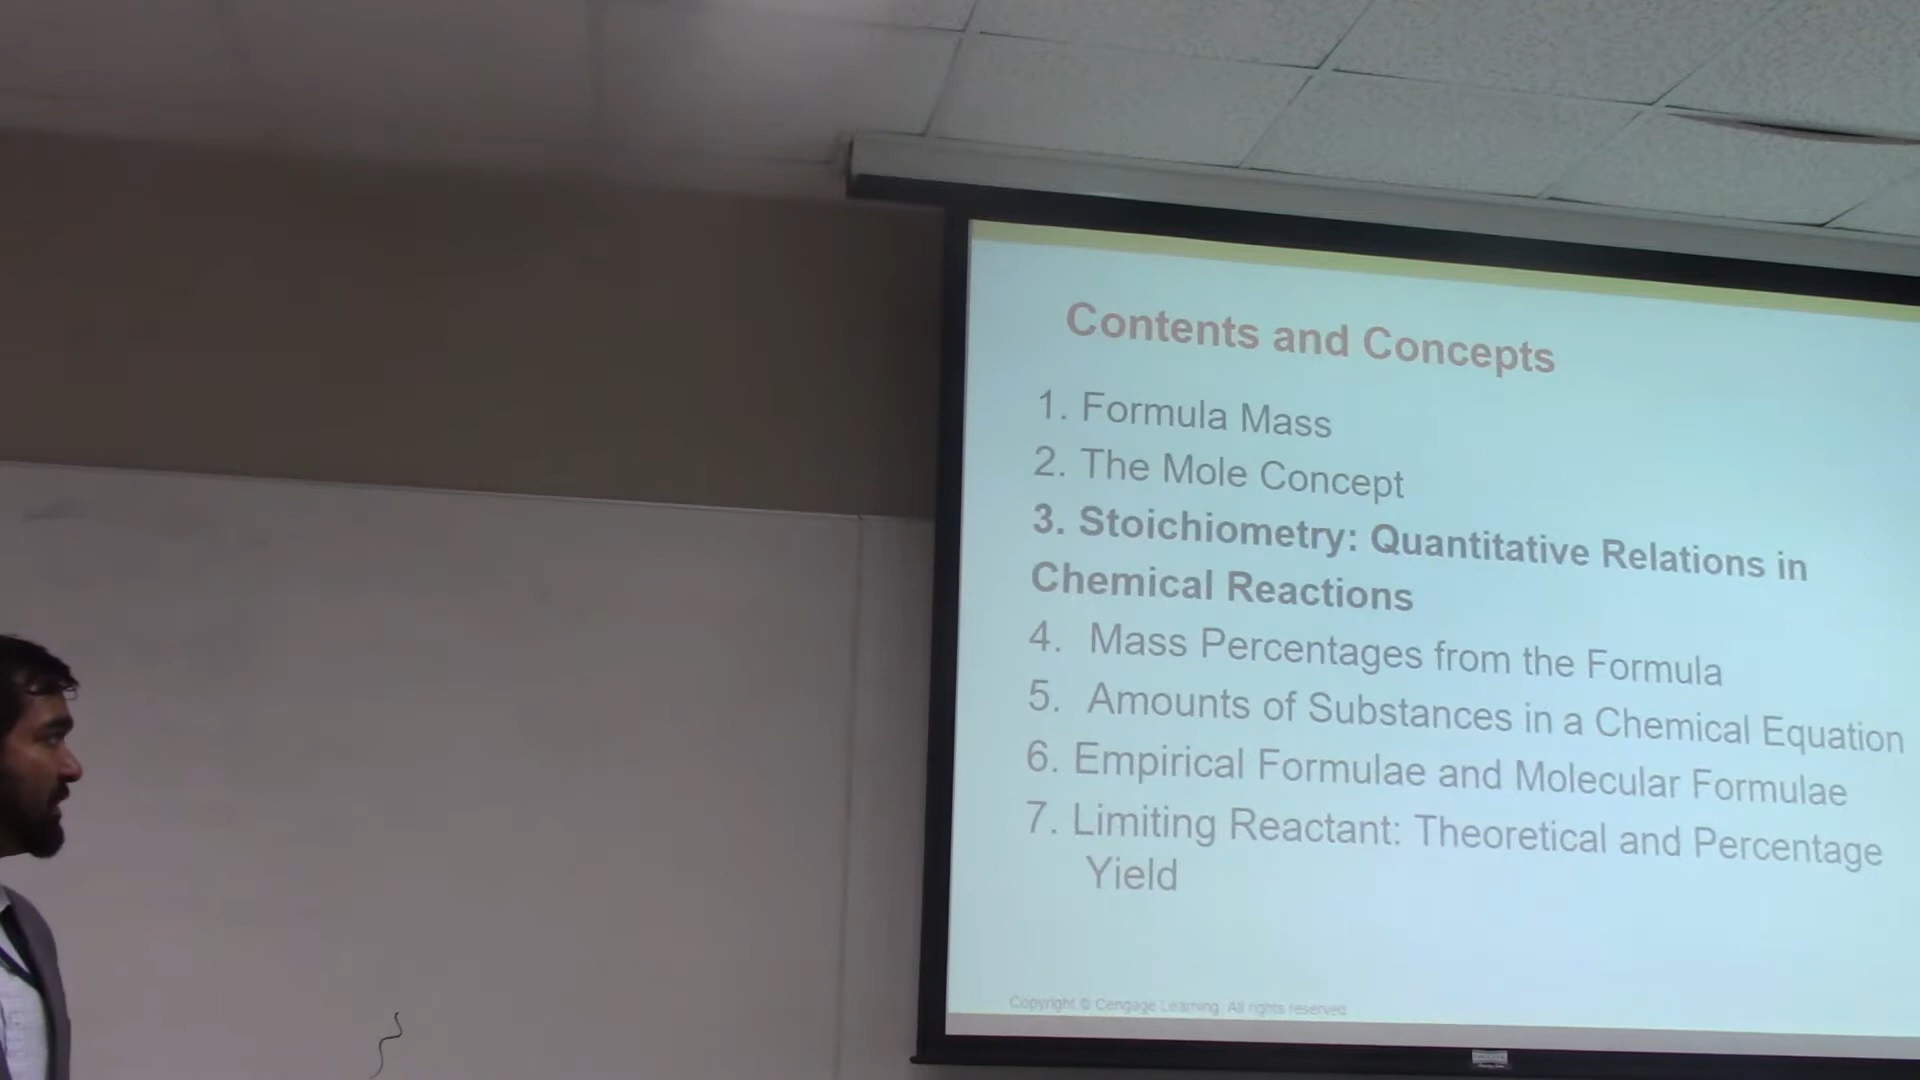 Contents and Concepts
1. Formula Mass
2. The Mole Concept
3. Stoichiometry: Quantitative Relations in
Chemical Reactions
4. Mass Percentages from the Formula
5. Amounts of Substances in a Chemical Equation
6. Empirical Formulae and Molecular Formulae
7. Limiting Reactant: Theoretical and Percentage
Yield
Copyright © Cengage Learning. All rights reserved.